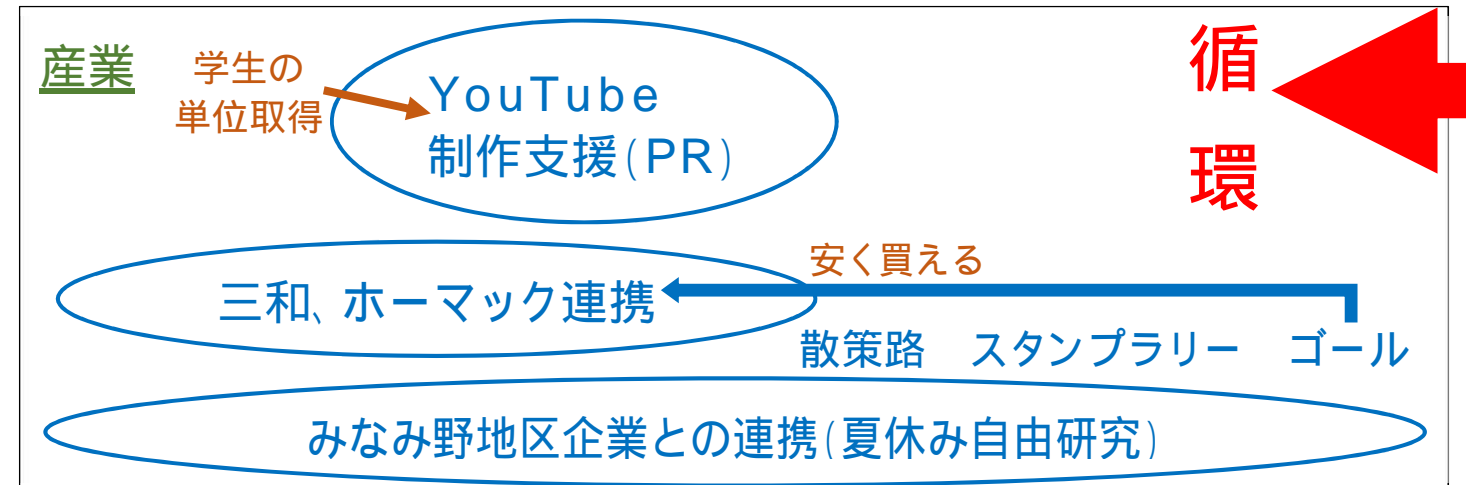 産業
学生の
単位取得
YouTube
制作支援(PR)
循
環
安く買える
三和、ホーマック連携
散策路　スタンプラリー　ゴール
みなみ野地区企業との連携(夏休み自由研究)